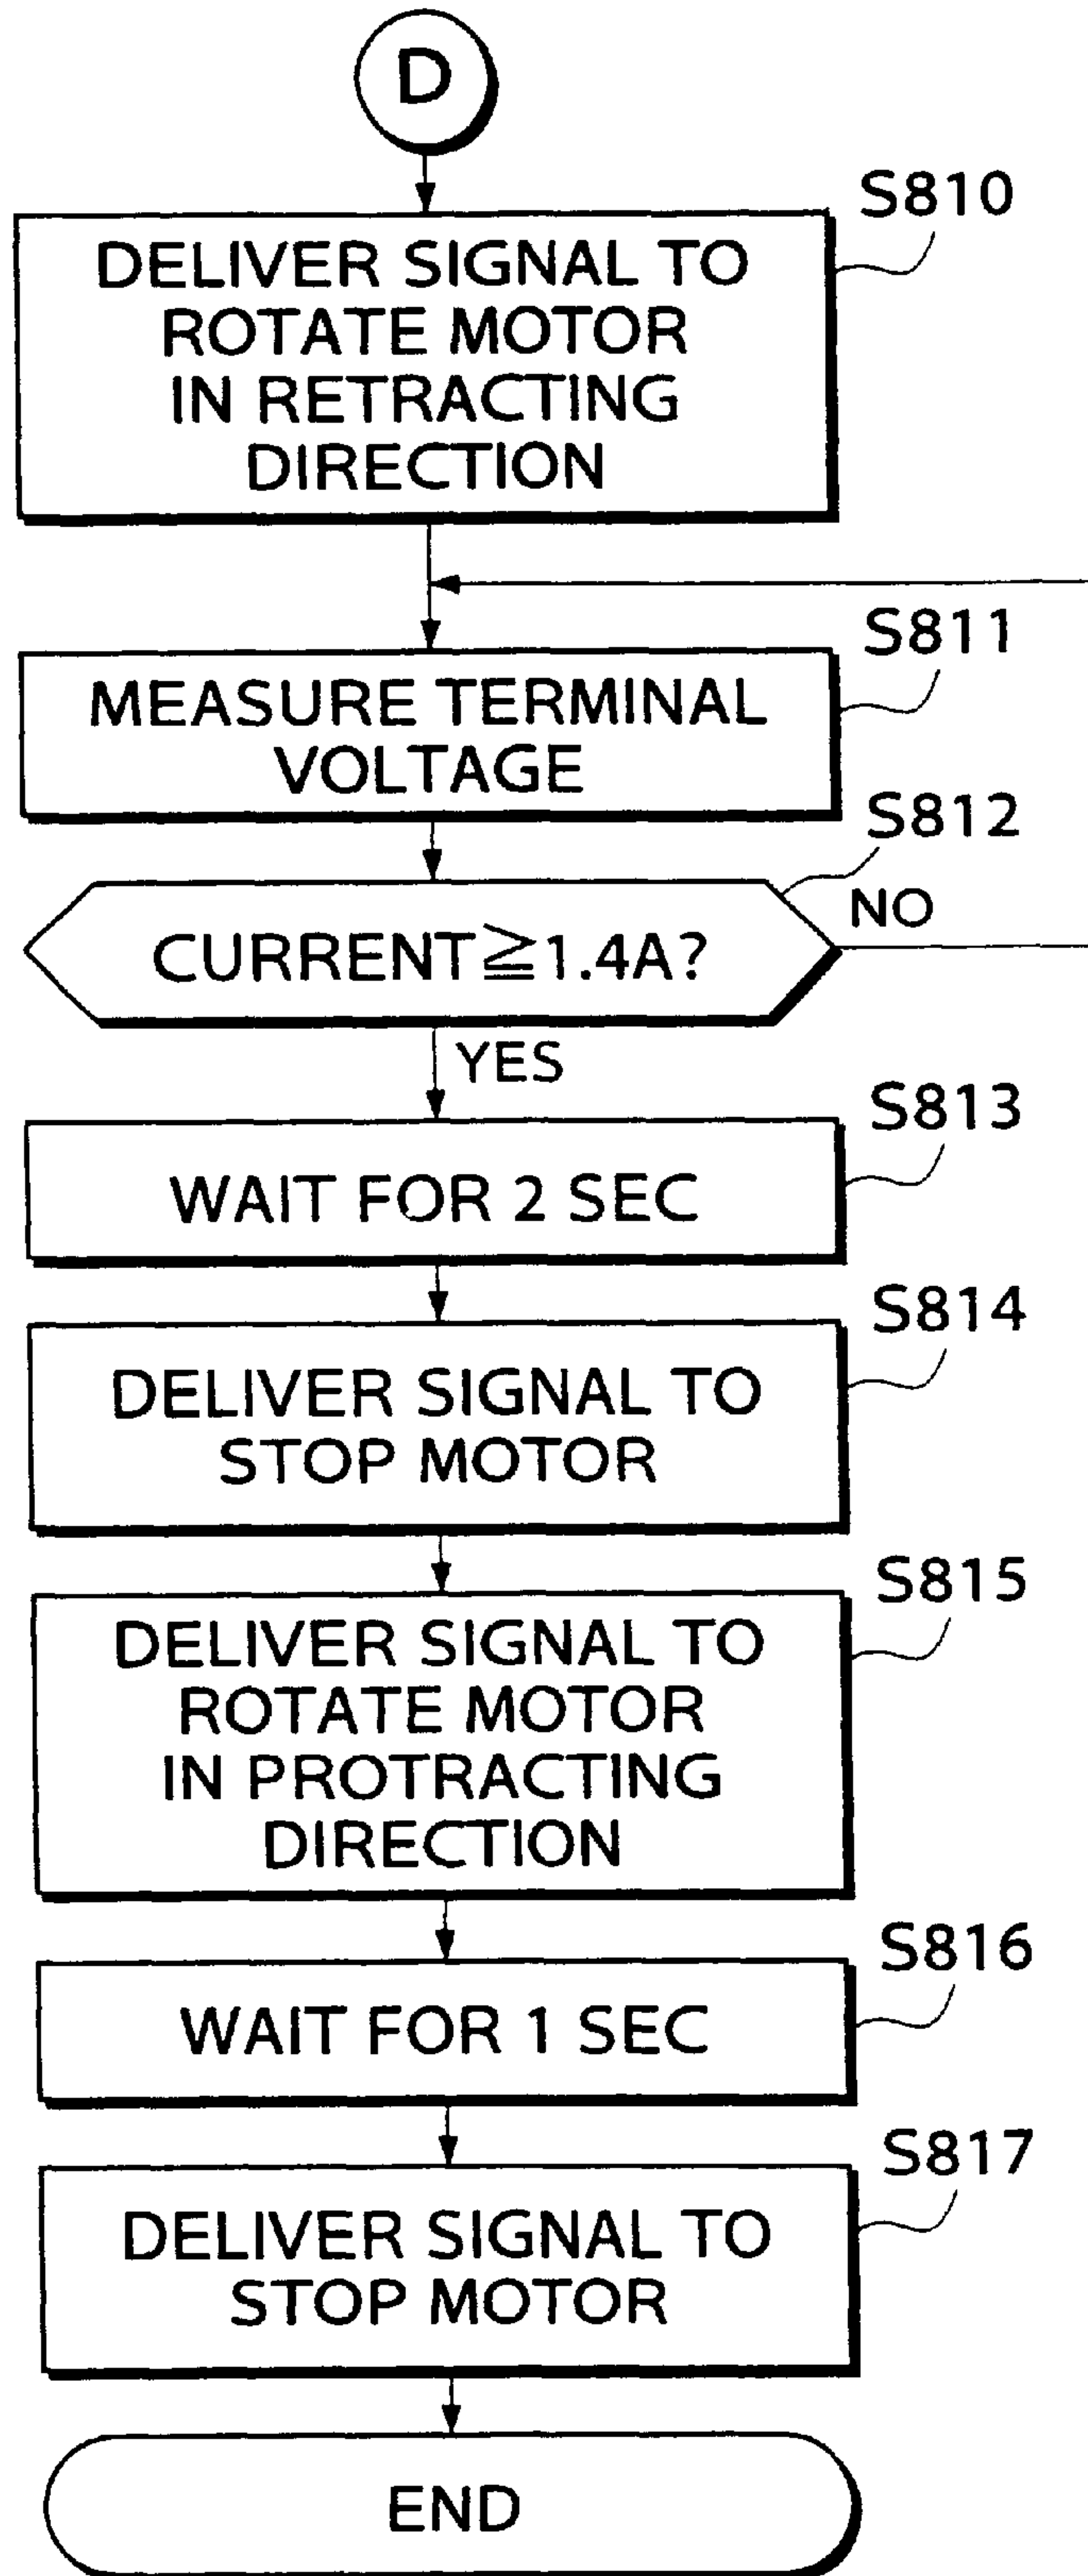 D
S810
DELIVER SIGNAL TO
ROTATE MOTOR
IN RETRACTING
DIRECTION
S811
MEASURE TERMINAL
VOLTAGE
S812
CURRENT≧1.4A?
NO
YES
S813
WAIT FOR 2 SEC
S814
DELIVER SIGNAL TO
STOP MOTOR
S815
DELIVER SIGNAL TO
ROTATE MOTOR
IN PROTRACTING
DIRECTION
S816
WAIT FOR 1 SEC
S817
DELIVER SIGNAL TO
STOP MOTOR
END